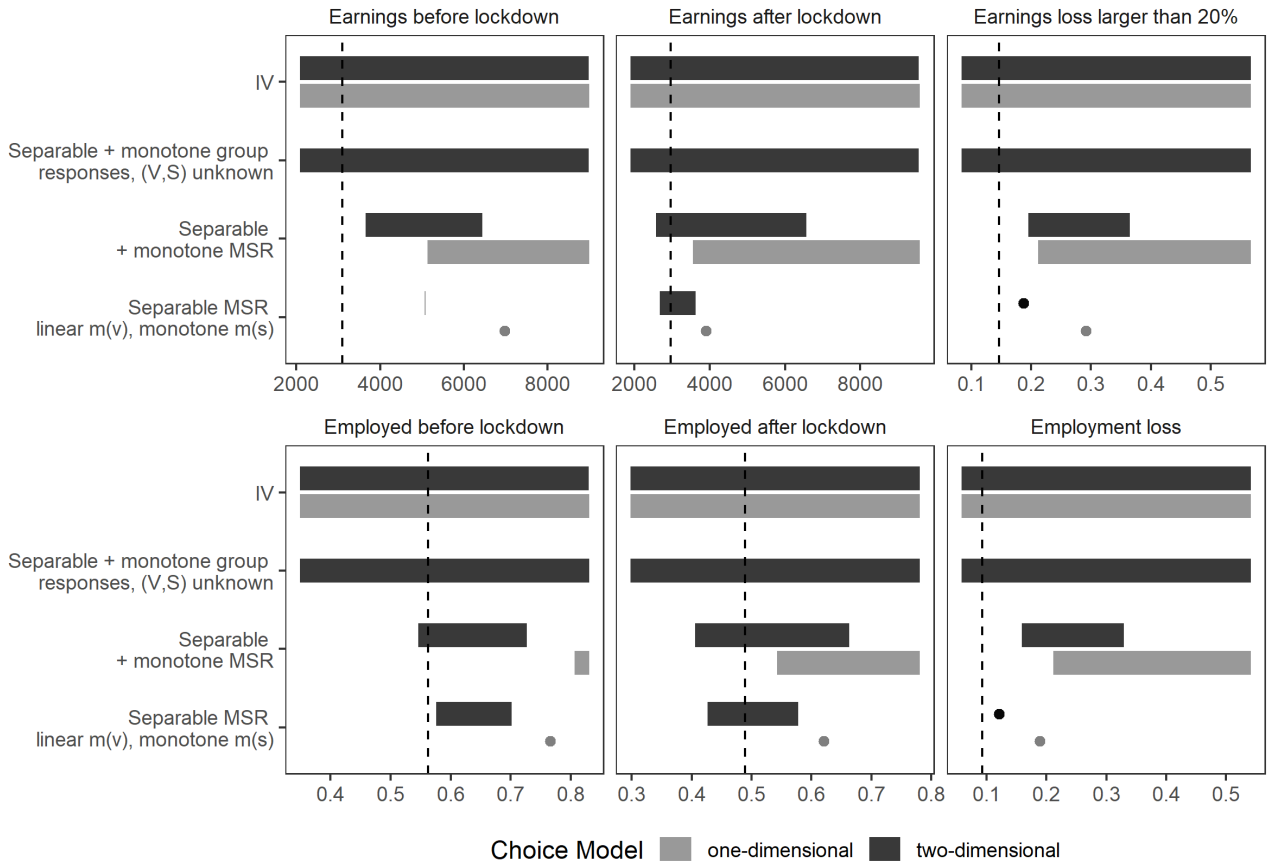 Earnings before lockdown
Earnings after lockdown
Earnings loss larger than 20%
IV
Separable + monotone group
responses, (V,S) unknown
Separable
+ monotone MSR
Separable MSR
linear m(v), monotone m(s)
2000 4000 6000 8000
2000 4000 6000 8000
0.1 0.2 0.3 0.4 0.5
Employed before lockdown
Employed after lockdown
Employment loss
IV
Separable + monotone group
responses, (V,S) unknown
Separable
+ monotone MSR
Separable MSR
linear m(v), monotone m(s)
0.4 0.5 0.6 0.7 0.8
0.3 0.4 0.5 0.6 0.7 0.8
0.1 0.2 0.3 0.4 0.5
Choice Model one-dimensional two-dimensional